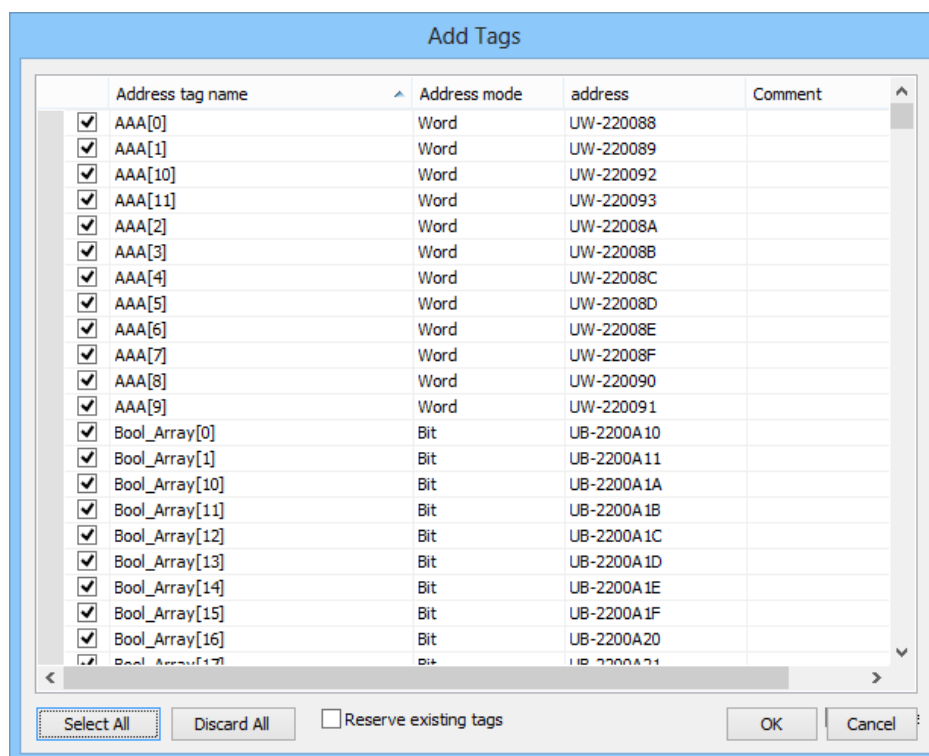 Add Tags
Address tag name Address mode address Comment
AAA[0] Word UW-220088
AAA[1] Word UW-220089
AAA[10] Word UW-220092
AAA[11] Word UW-220093
AAA[2] Word UW-22008A
AAA[3] Word UW-22008B
AAA[4] Word UW-22008C
AAA[5] Word UW-22008D
AAA[6] Word UW-22008E
AAA[7] Word UW-22008F
AAA[8] Word UW-220090
AAA[9] Word UW-220091
Bool_Array[0] Bit UB-2200A10
Bool_Array[1] Bit UB-2200A11
Bool_Array[10] Bit UB-2200A1A
Bool_Array[11] Bit UB-2200A1B
Bool_Array[12] Bit UB-2200A1C
Bool_Array[13] Bit UB-2200A1D
Bool_Array[14] Bit UB-2200A1E
Bool_Array[15] Bit UB-2200A1F
Bool_Array[16] Bit UB-2200A20
Bool_Array[17] Bit UB-2200A21
Select All Discard All Reserve existing tags OK Cancel